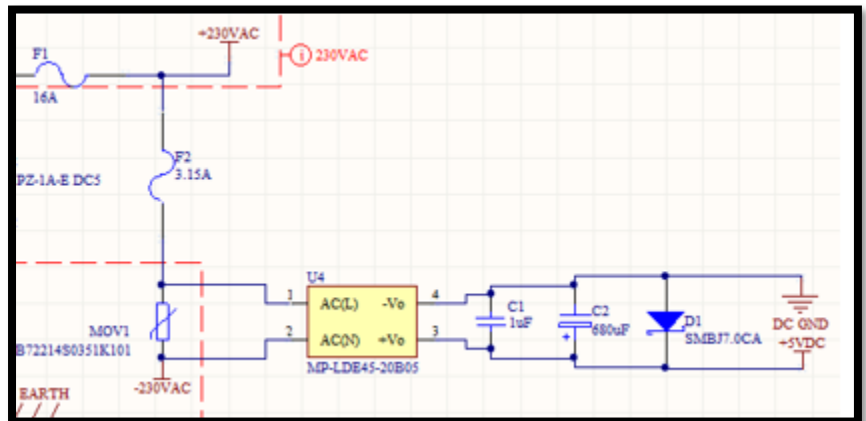 +230VAC
F1
i 230VAC
16A
F2
3.15A
PZ-1A-E DC5
U4
1 AC(L) -Vo 4
2 AC(N) +Vo 3
MP-LDE45-20B05
C1
1uF
C2
680uF
+
D1
SMBJ7.0CA
DC GND
+5VDC
MOV1
B72214S0351K101
-230VAC
EARTH